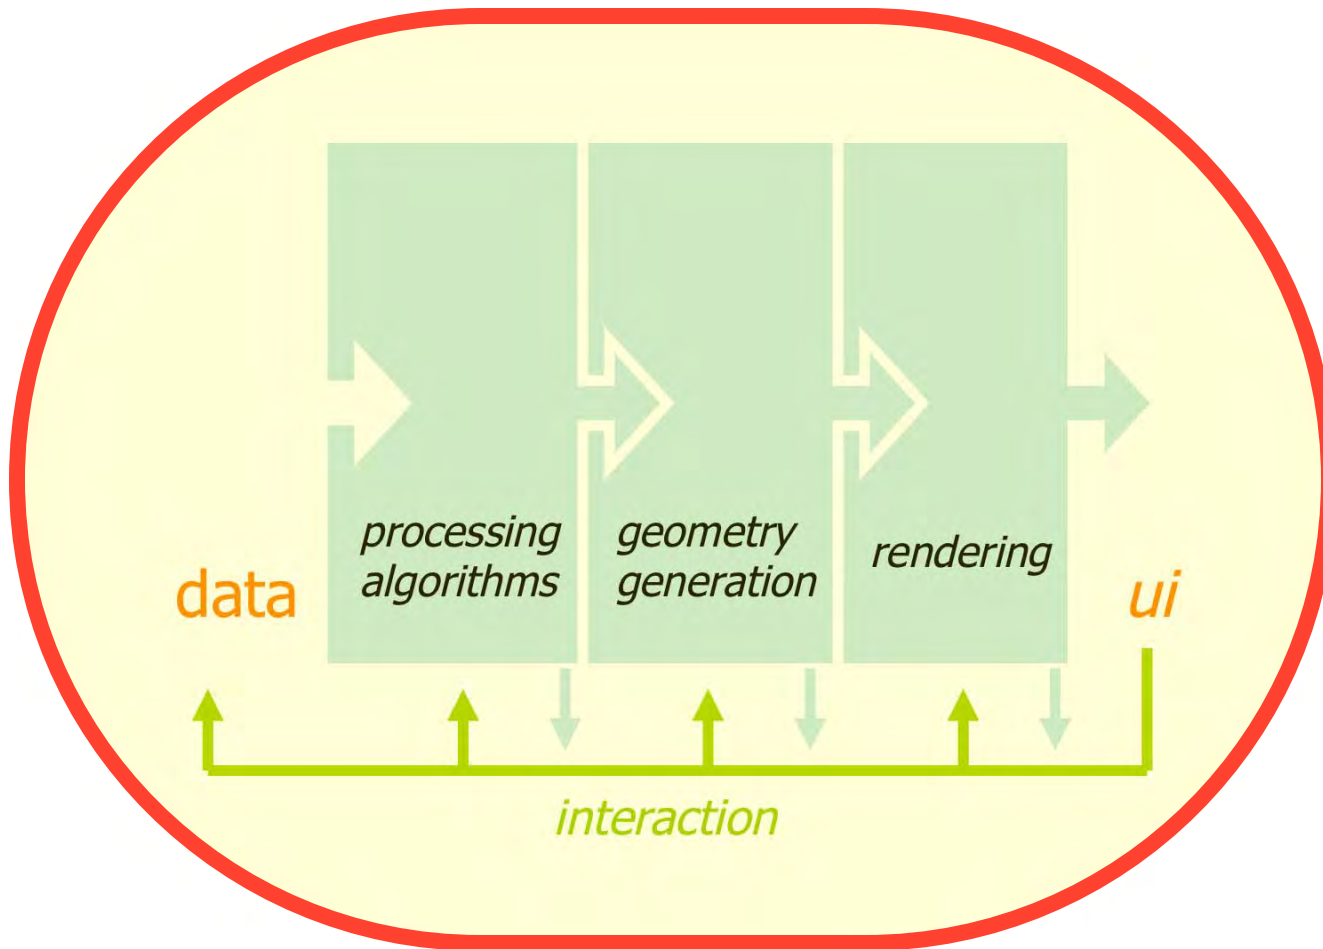 data
processing
algorithms
geometry
generation
rendering
ui
interaction